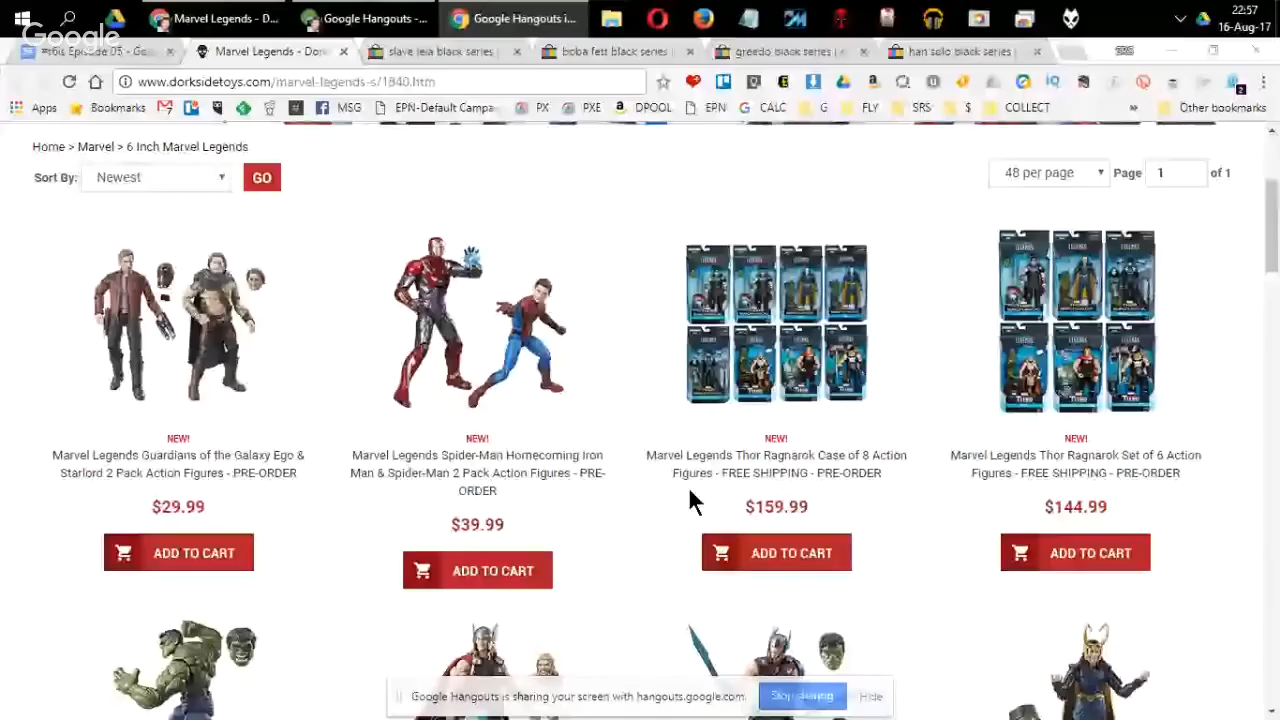 Marvel Legends - D...
Google Hangouts -...
Google Hangouts i...
22:57
16-Aug-17
Google
Episode 05 - Go
Marvel Legends - Dork
slave leia black series
boba fett black series
greedo black series
han solo black series
www.dorksidetoys.com/marvel-legends-s/1840.htm
Apps
Bookmarks
MSG
EPN-Default Campa
PX
PXE
DPOOL
EPN
CALC
G
FLY
SRS
$
COLLECT
»
Other bookmarks
Home > Marvel > 6 Inch Marvel Legends
Sort By:
Newest
GO
48 per page
Page
1
of 1
NEW!
Marvel Legends Guardians of the Galaxy Ego &
Starlord 2 Pack Action Figures - PRE-ORDER
$29.99
ADD TO CART
NEW!
Marvel Legends Spider-Man Homecoming Iron
Man & Spider-Man 2 Pack Action Figures - PRE-
ORDER
$39.99
ADD TO CART
NEW!
Marvel Legends Thor Ragnarok Case of 8 Action
Figures - FREE SHIPPING - PRE-ORDER
$159.99
ADD TO CART
NEW!
Marvel Legends Thor Ragnarok Set of 6 Action
Figures - FREE SHIPPING - PRE-ORDER
$144.99
ADD TO CART
Google Hangouts is sharing your screen with hangouts.google.com.
Stop sharing
Hide